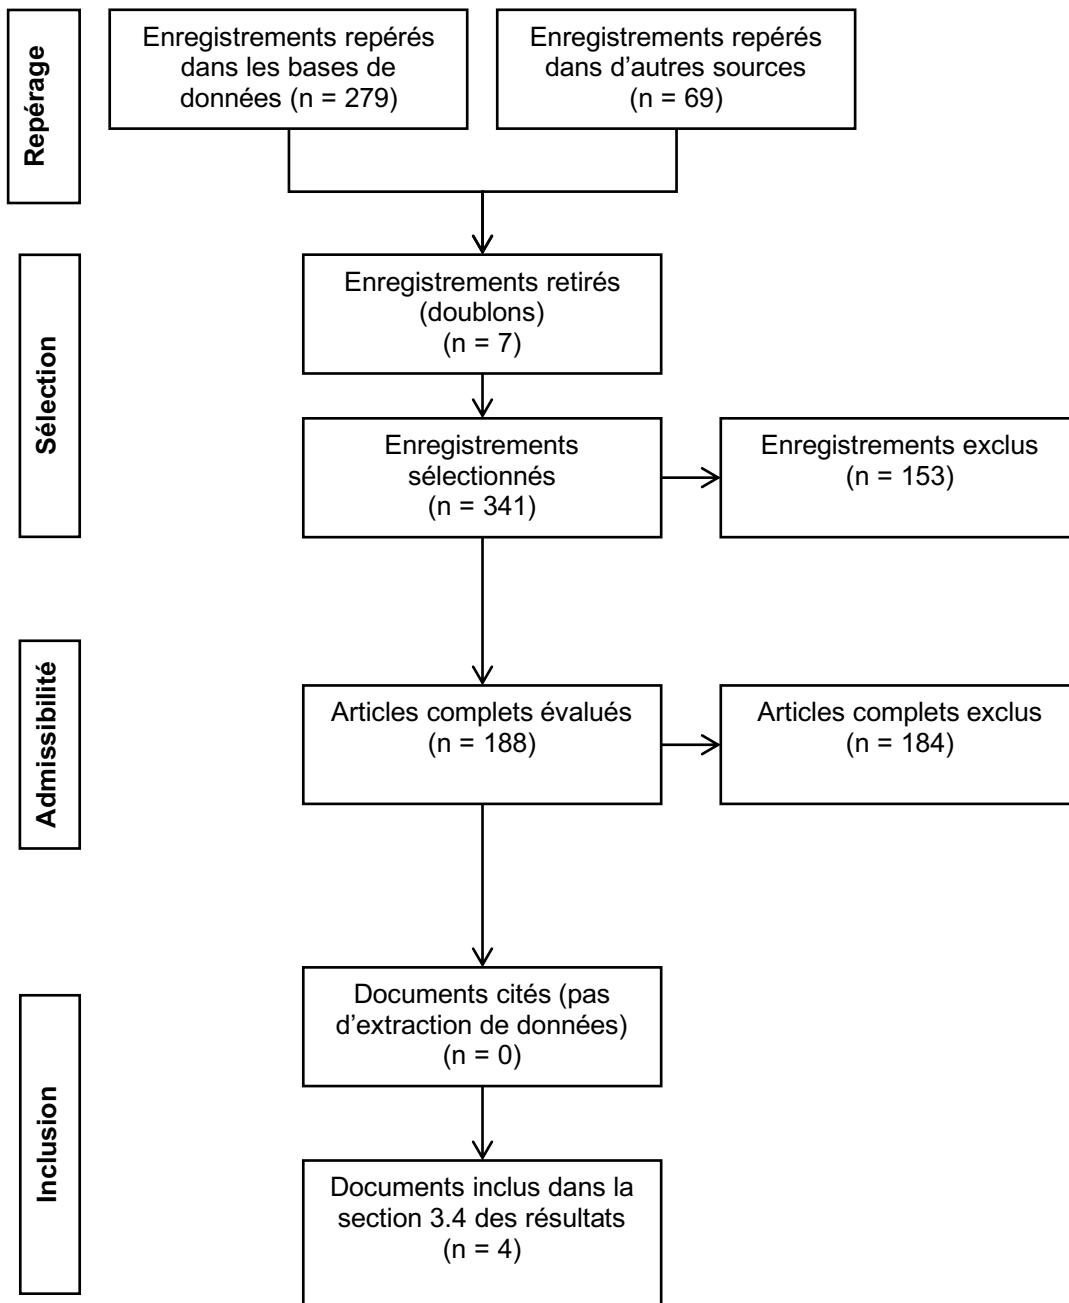 Repérage
Enregistrements repérés
dans les bases de
données (n = 279)
Enregistrements repérés
dans d'autres sources
(n = 69)
Sélection
Enregistrements retirés
(doublons)
(n = 7)
Enregistrements
sélectionnés
(n = 341)
Enregistrements exclus
(n = 153)
Admissibilité
Articles complets évalués
(n = 188)
Articles complets exclus
(n = 184)
Inclusion
Documents cités (pas
d'extraction de données)
(n = 0)
Documents inclus dans la
section 3.4 des résultats
(n = 4)